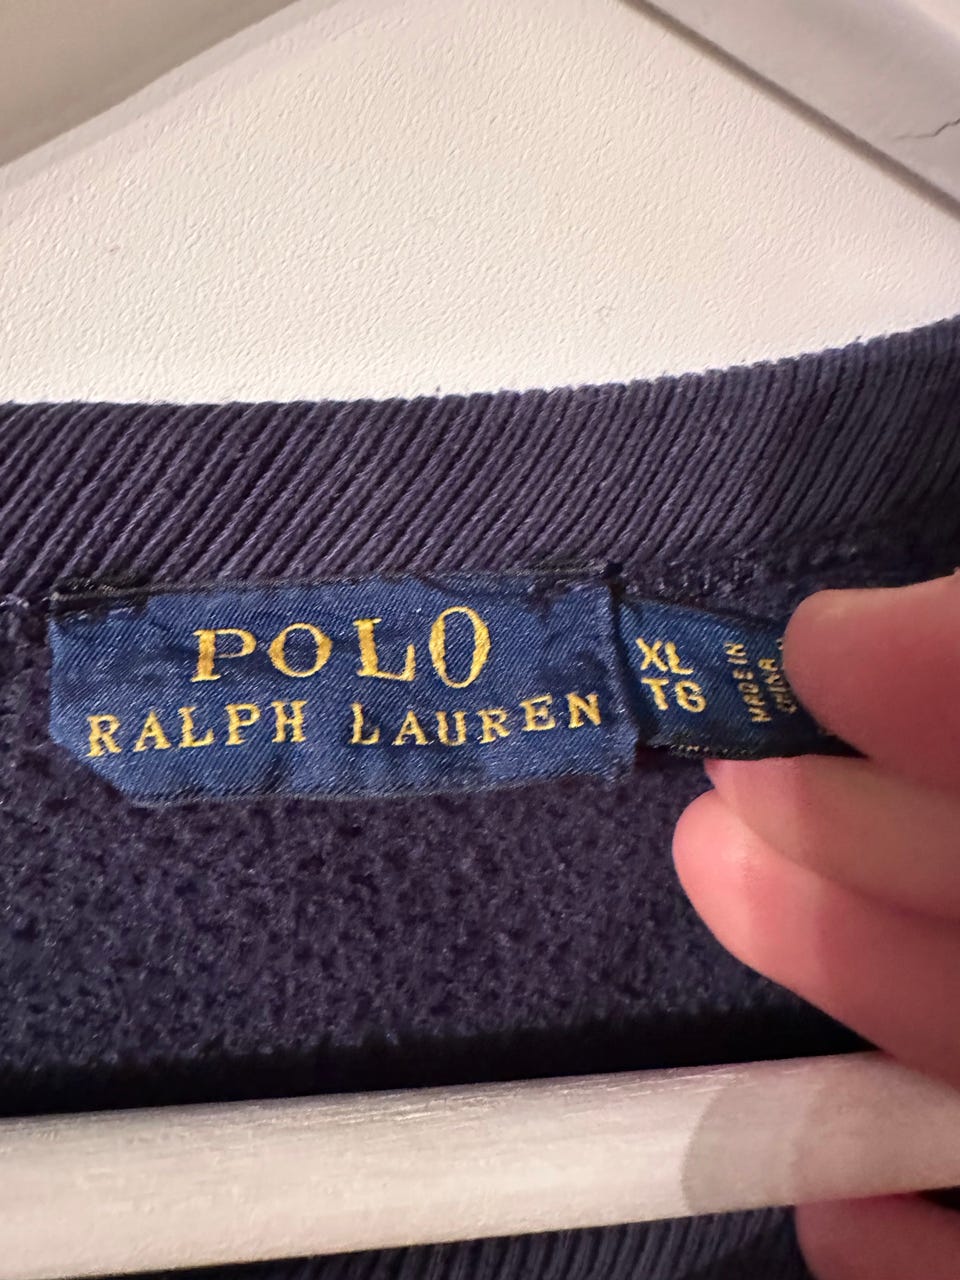 POLO
RALPH LAUREN
XL
TG
MADE IN
CHINA